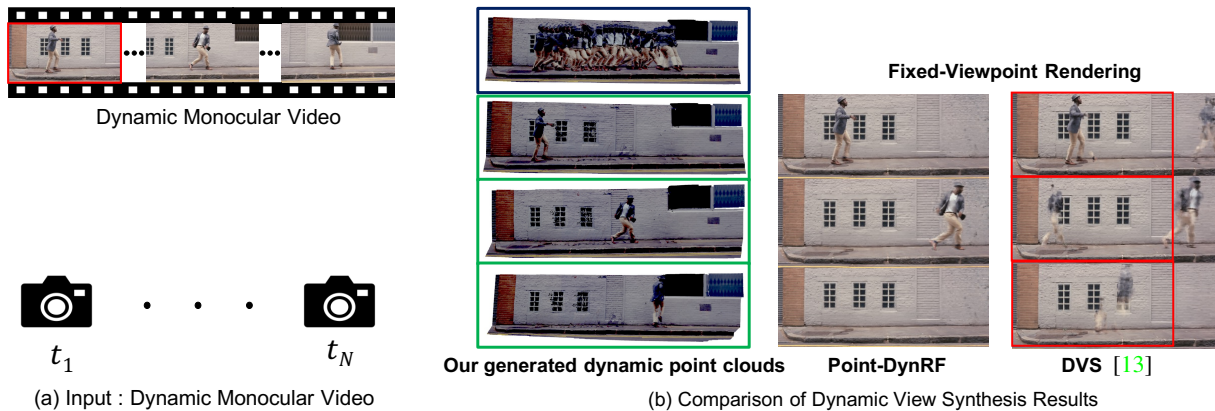 Dynamic Monocular Video
t₁
t_N
(a) Input : Dynamic Monocular Video
Fixed-Viewpoint Rendering
Our generated dynamic point clouds
Point-DynRF
DVS [13]
(b) Comparison of Dynamic View Synthesis Results